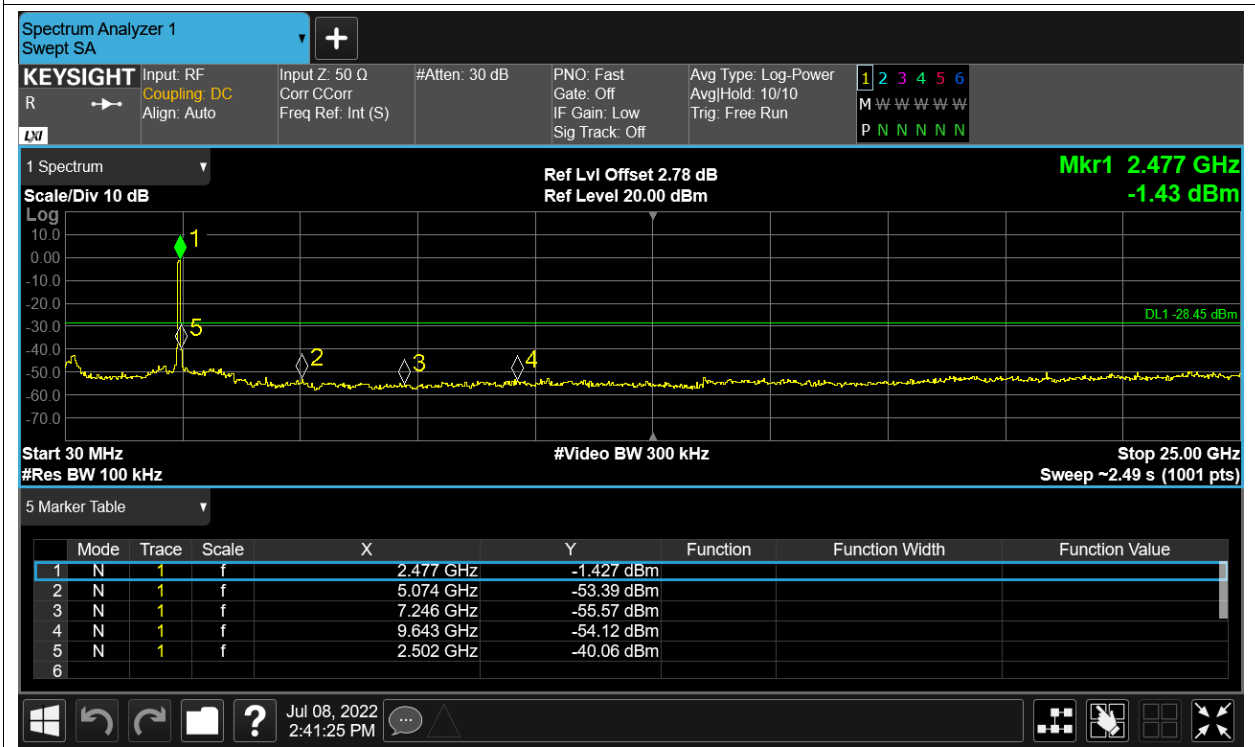 Spectrum Analyzer 1
Swept SA
+
KEYSIGHT Input: RF Input Z: 50 Ω #Atten: 30 dB PNO: Fast Avg Type: Log-Power 1 2 3 4 5 6
R Coupling: DC Corr CCorr Gate: Off Avg|Hold: 10/10 M W W W W W
Align: Auto Freq Ref: Int (S) IF Gain: Low Trig: Free Run
LXI Sig Track: Off P N N N N N
1 Spectrum Ref Lvl Offset 2.78 dB Mkr1 2.477 GHz
Scale/Div 10 dB Ref Level 20.00 dBm -1.43 dBm
Log
10.0
1
0.00
-10.0
-20.0
DL1 -28.45 dBm
-30.0
5
-40.0
2 3 4
-50.0
-60.0
-70.0
Start 30 MHz #Video BW 300 kHz Stop 25.00 GHz
#Res BW 100 kHz Sweep ~2.49 s (1001 pts)
5 Marker Table
Mode Trace Scale X Y Function Function Width Function Value
1 N 1 f 2.477 GHz -1.427 dBm
2 N 1 f 5.074 GHz -53.39 dBm
3 N 1 f 7.246 GHz -55.57 dBm
4 N 1 f 9.643 GHz -54.12 dBm
5 N 1 f 2.502 GHz -40.06 dBm
6
? Jul 08, 2022
2:41:25 PM